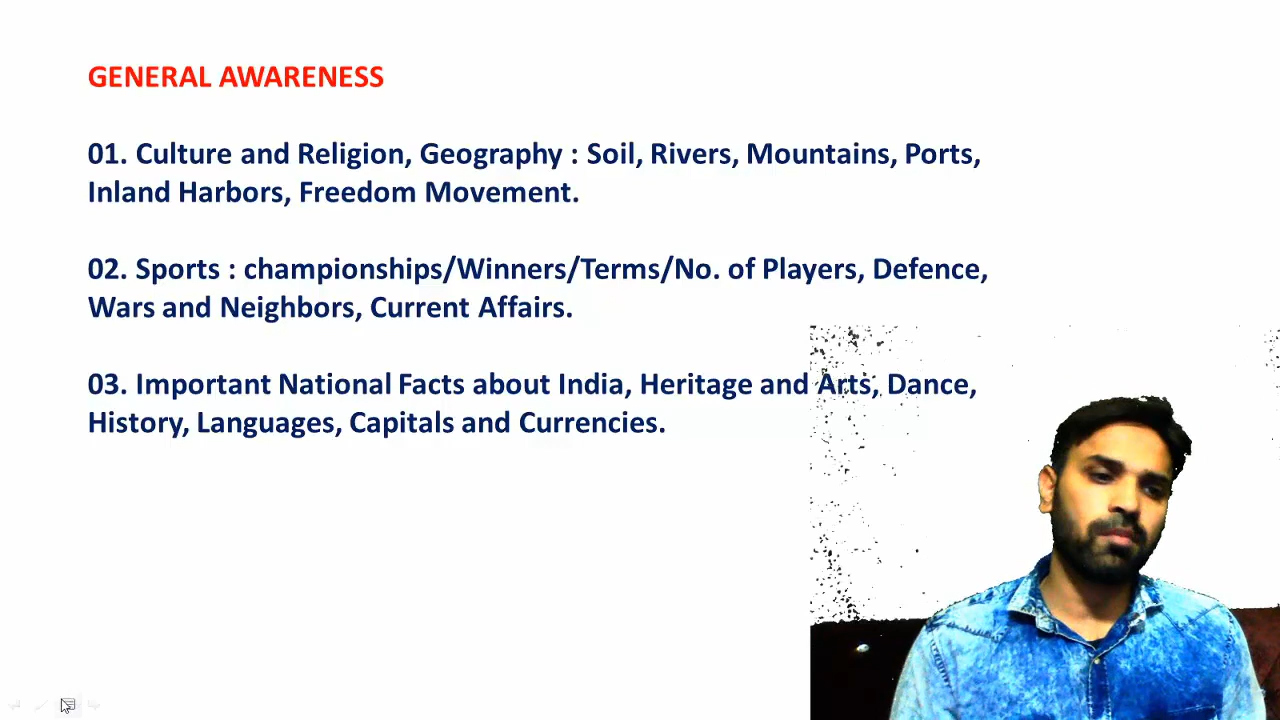 GENERAL AWARENESS
01. Culture and Religion, Geography : Soil, Rivers, Mountains, Ports,
Inland Harbors, Freedom Movement.
02. Sports : championships/Winners/Terms/No. of Players, Defence,
Wars and Neighbors, Current Affairs.
03. Important National Facts about India, Heritage and Arts, Dance,
History, Languages, Capitals and Currencies.